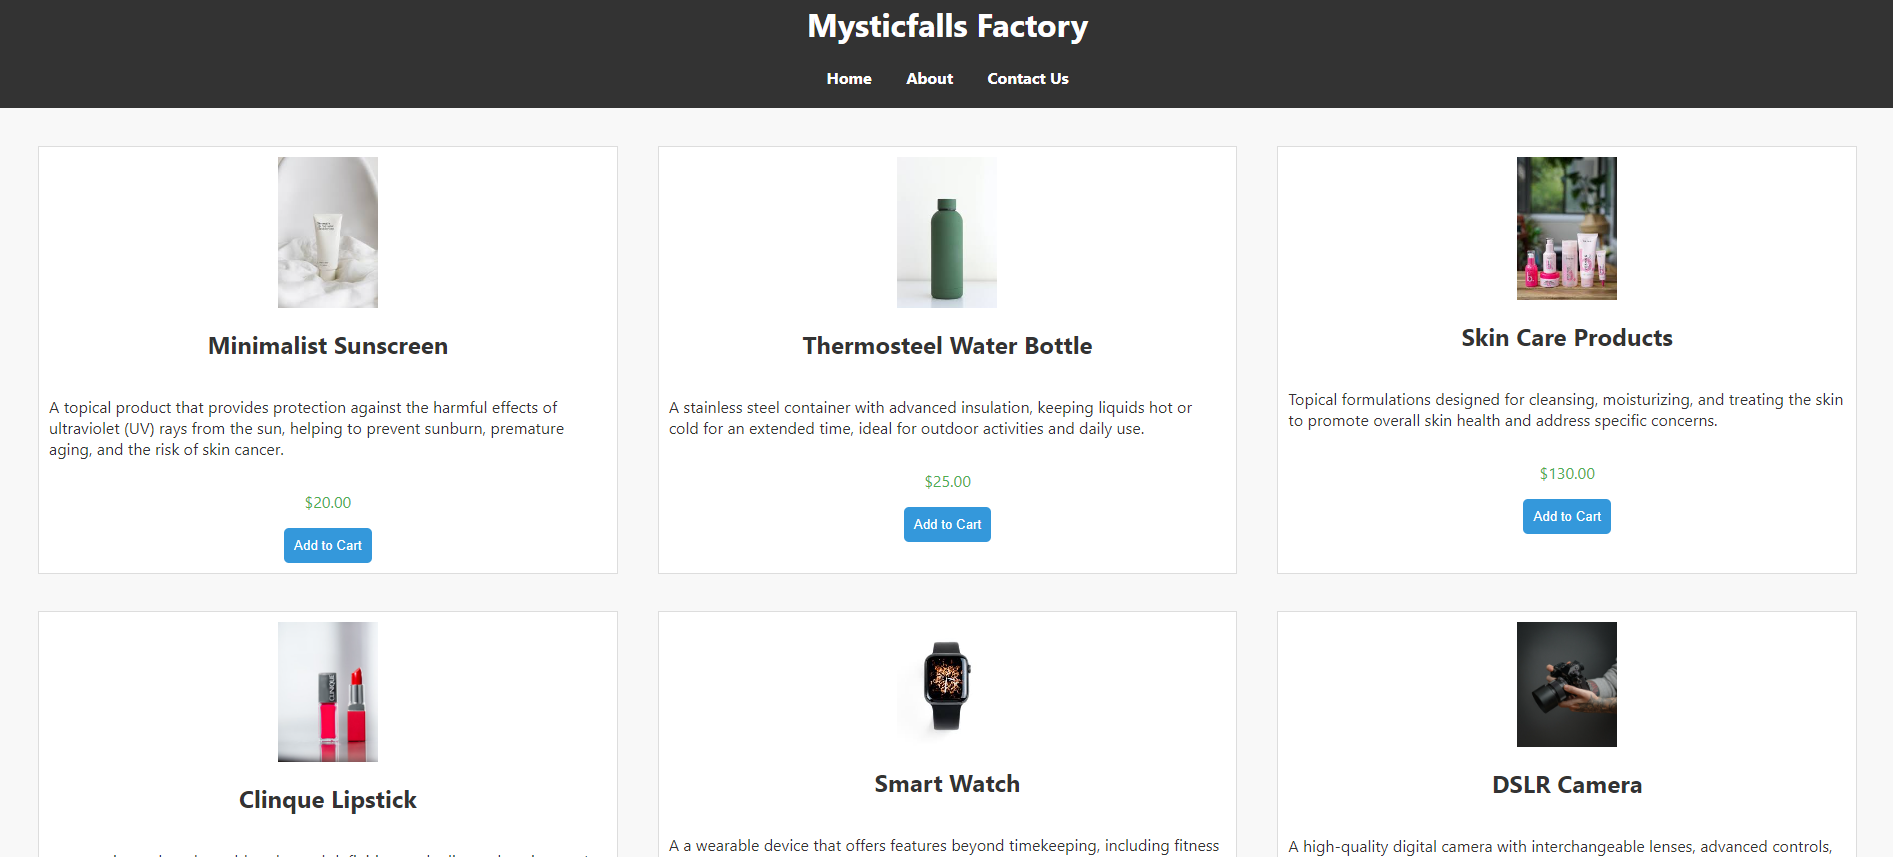 Mysticfalls Factory
Home About Contact Us
Minimalist Sunscreen
A topical product that provides protection against the harmful effects of
ultraviolet (UV) rays from the sun, helping to prevent sunburn, premature
aging, and the risk of skin cancer.
$20.00
Add to Cart
Thermosteel Water Bottle
A stainless steel container with advanced insulation, keeping liquids hot or
cold for an extended time, ideal for outdoor activities and daily use.
$25.00
Add to Cart
Skin Care Products
Topical formulations designed for cleansing, moisturizing, and treating the skin
to promote overall skin health and address specific concerns.
$130.00
Add to Cart
CLINIQUE
Clinque Lipstick
Smart Watch
A a wearable device that offers features beyond timekeeping, including fitness
DSLR Camera
A high-quality digital camera with interchangeable lenses, advanced controls,